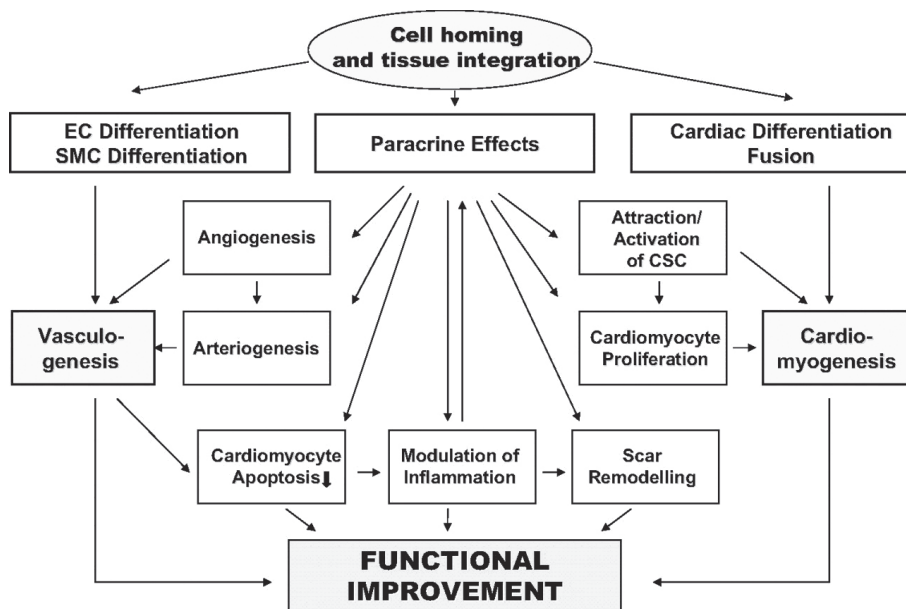 Cell homing
and tissue integration
EC Differentiation
SMC Differentiation
Paracrine Effects
Cardiac Differentiation
Fusion
Angiogenesis
Attraction/
Activation
of CSC
Vasculo-
genesis
Arteriogenesis
Cardiomyocyte
Proliferation
Cardio-
myogenesis
Cardiomyocyte
Apoptosis
Modulation of
Inflammation
Scar
Remodelling
FUNCTIONAL
IMPROVEMENT